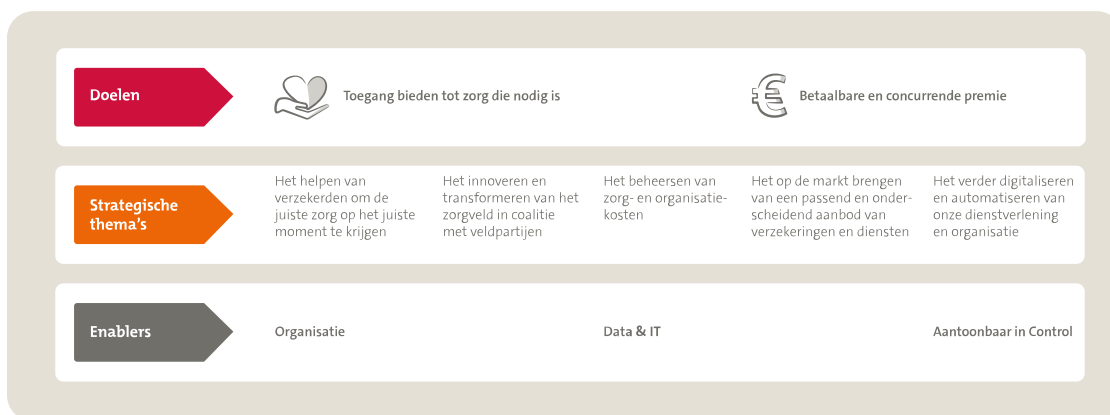 Doelen
Toegang bieden tot zorg die nodig is
Betaalbare en concurrende premie
Strategische
thema's
Het helpen van
verzekerden om de
juiste zorg op het juiste
moment te krijgen
Het innoveren en
transformeren van het
zorgveld in coalitie
met veldpartijen
Het beheersen van
zorg- en organisatie-
kosten
Het op de markt brengen
van een passend en onder-
scheidend aanbod van
verzekeringen en diensten
Het verder digitaliseren
en automatiseren van
onze dienstverlening
en organisatie
Enablers
Organisatie
Data & IT
Aantoonbaar in Control